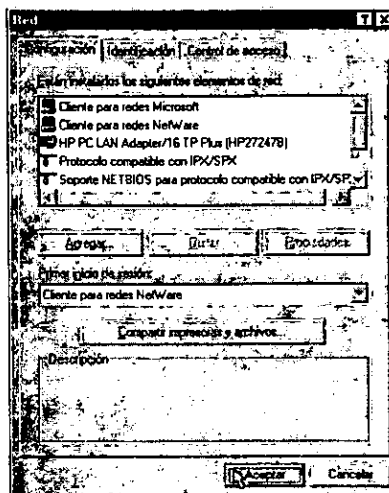 Red
Configuración Identificación Control de acceso
Están instalados los siguientes elementos de red:
Cliente para redes Microsoft
Cliente para redes NetWare
HP PC LAN Adapter/16 TP Plus (HP27247B)
Protocolo compatible con IPX/SPX
Soporte NETBIOS para protocolo compatible con IPX/SP
Agregar... Quitar Propiedades
Primer inicio de sesión:
Cliente para redes NetWare
Compartir impresoras y archivos...
Descripción
Aceptar Cancelar